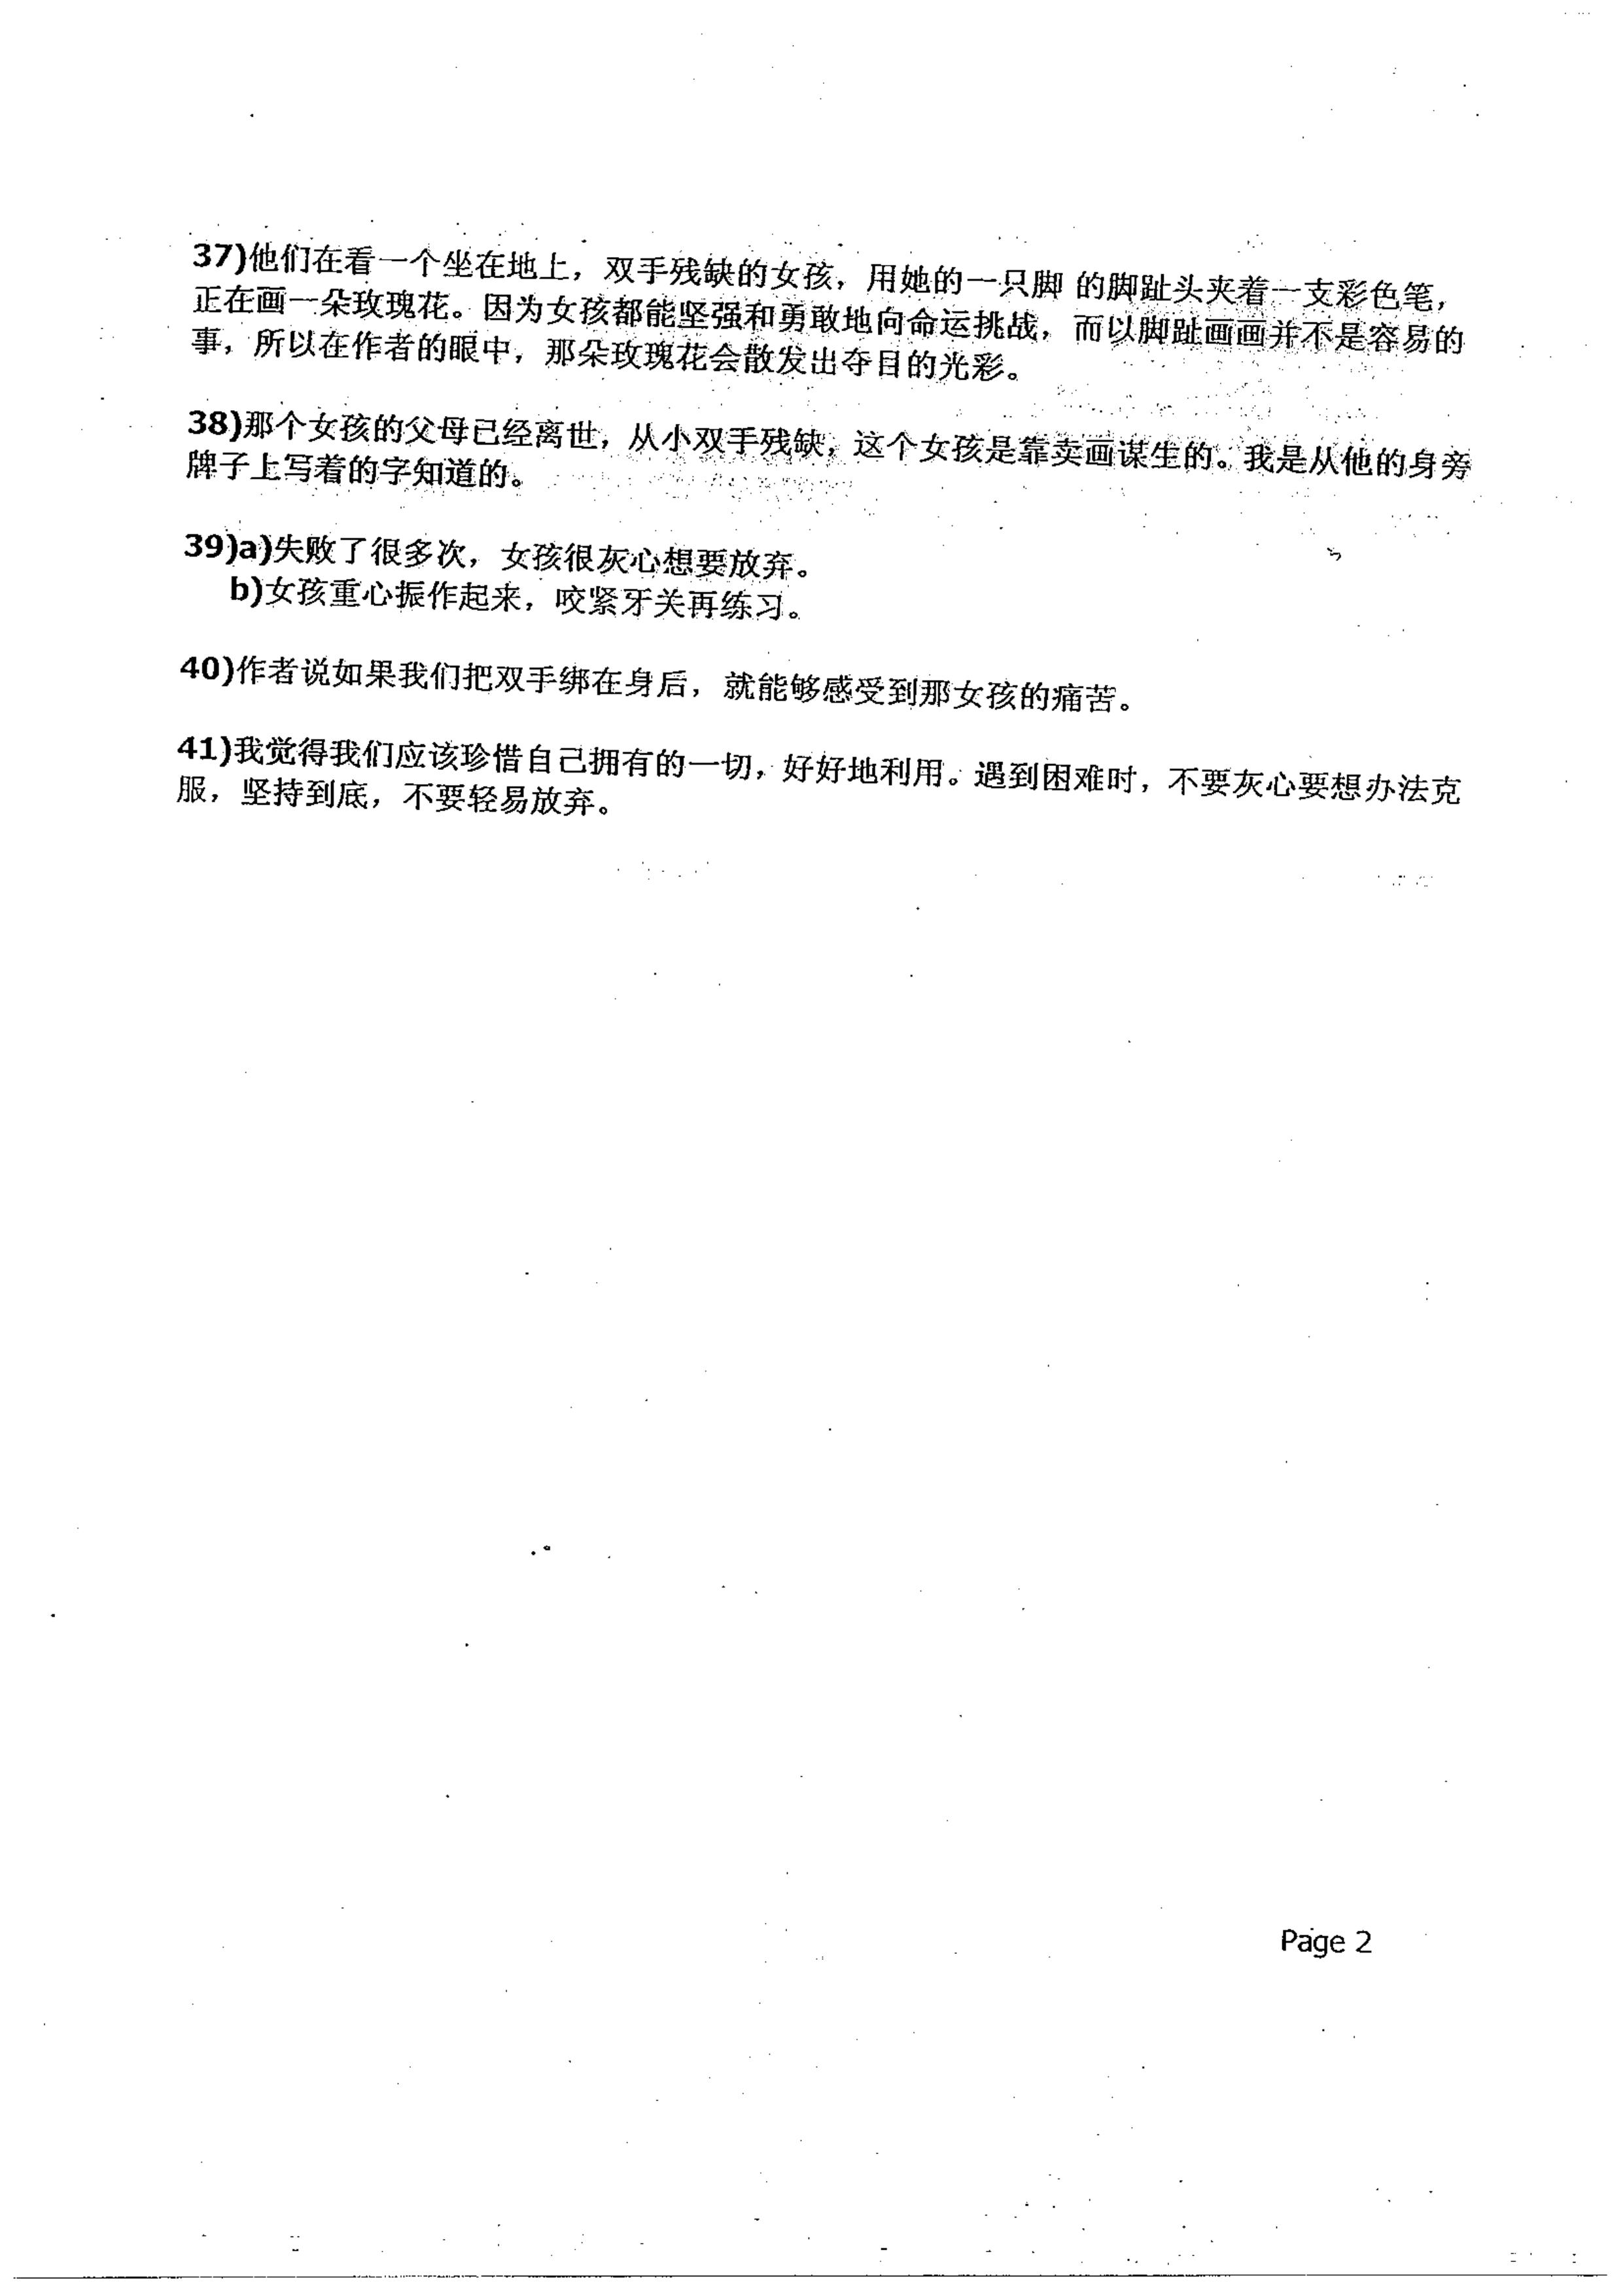 37)他们在看一个坐在地上，双手残缺的女孩，用她的一只脚 的脚趾头夹着一支彩色笔，
正在画一朵玫瑰花。因为女孩都能坚强和勇敢地向命运挑战，而以脚趾画画并不是容易的
事，所以在作者的眼中，那朵玫瑰花会散发出夺目的光彩。
38)那个女孩的父母已经离世，从小双手残缺，这个女孩是靠卖画谋生的。我是从他的身旁
牌子上写着的字知道的。
39)a)失败了很多次，女孩很灰心想要放弃。
b)女孩重心振作起来，咬紧牙关再练习。
40)作者说如果我们把双手绑在身后，就能够感受到那女孩的痛苦。
41)我觉得我们应该珍借自己拥有的一切，好好地利用。遇到困难时，不要灰心要想办法克
服，坚持到底，不要轻易放弃。
Page 2